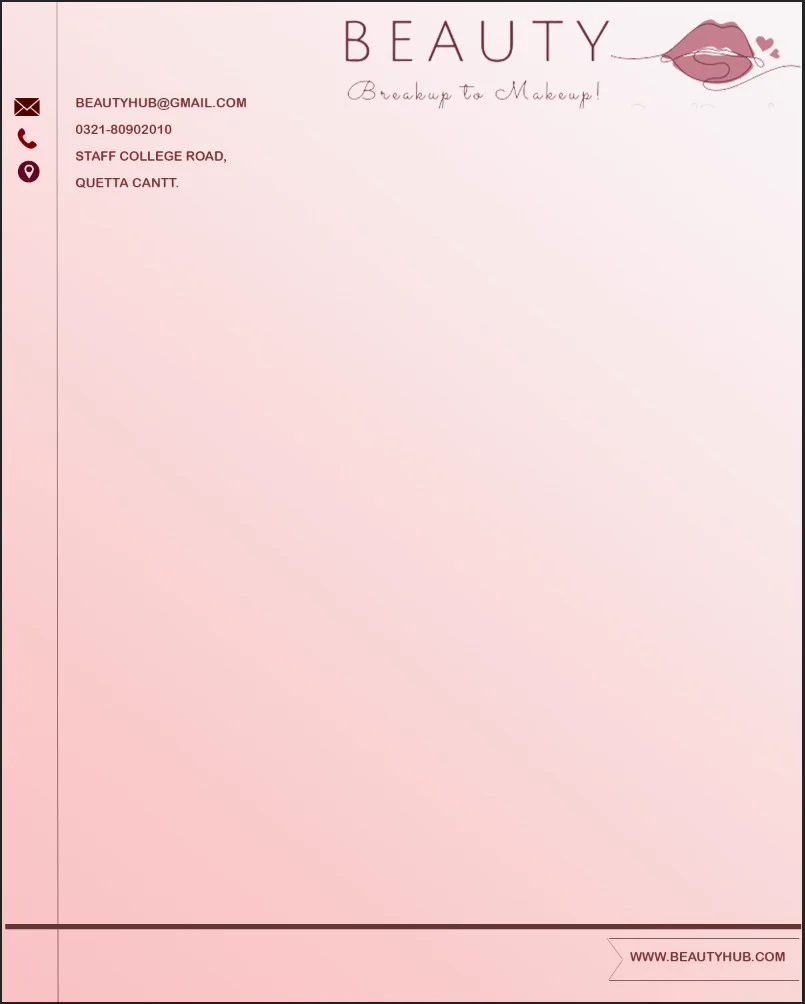 BEAUTY
Breakup to Makeup!
BEAUTYHUB@GMAIL.COM
0321-80902010
STAFF COLLEGE ROAD,
QUETTA CANTT.
WWW.BEAUTYHUB.COM